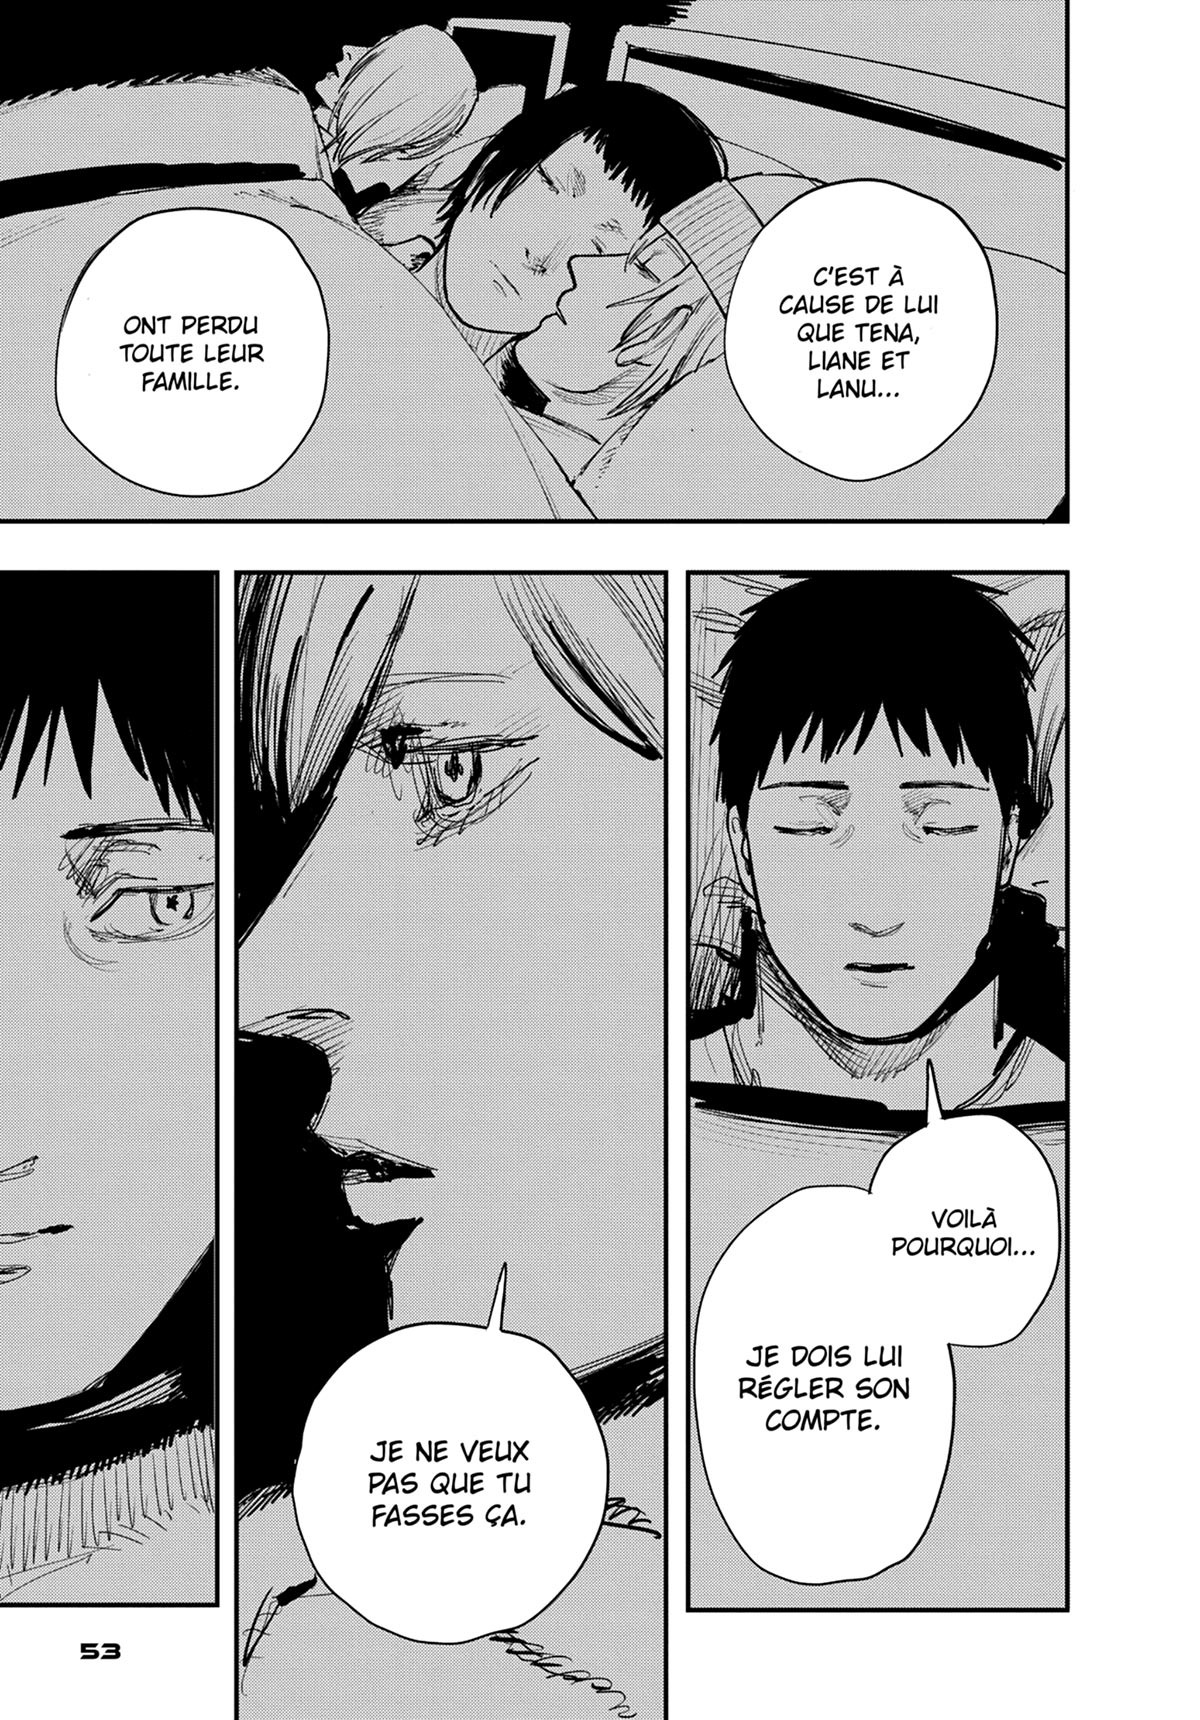 C'EST À
CAUSE DE LUI
QUE TENA,
LIANE ET
LANU...
ONT PERDU
TOUTE LEUR
FAMILLE.
VOILÀ
POURQUOI...
JE DOIS LUI
RÉGLER SON
COMPTE.
JE NE VEUX
PAS QUE TU
FASSES ÇA.
53